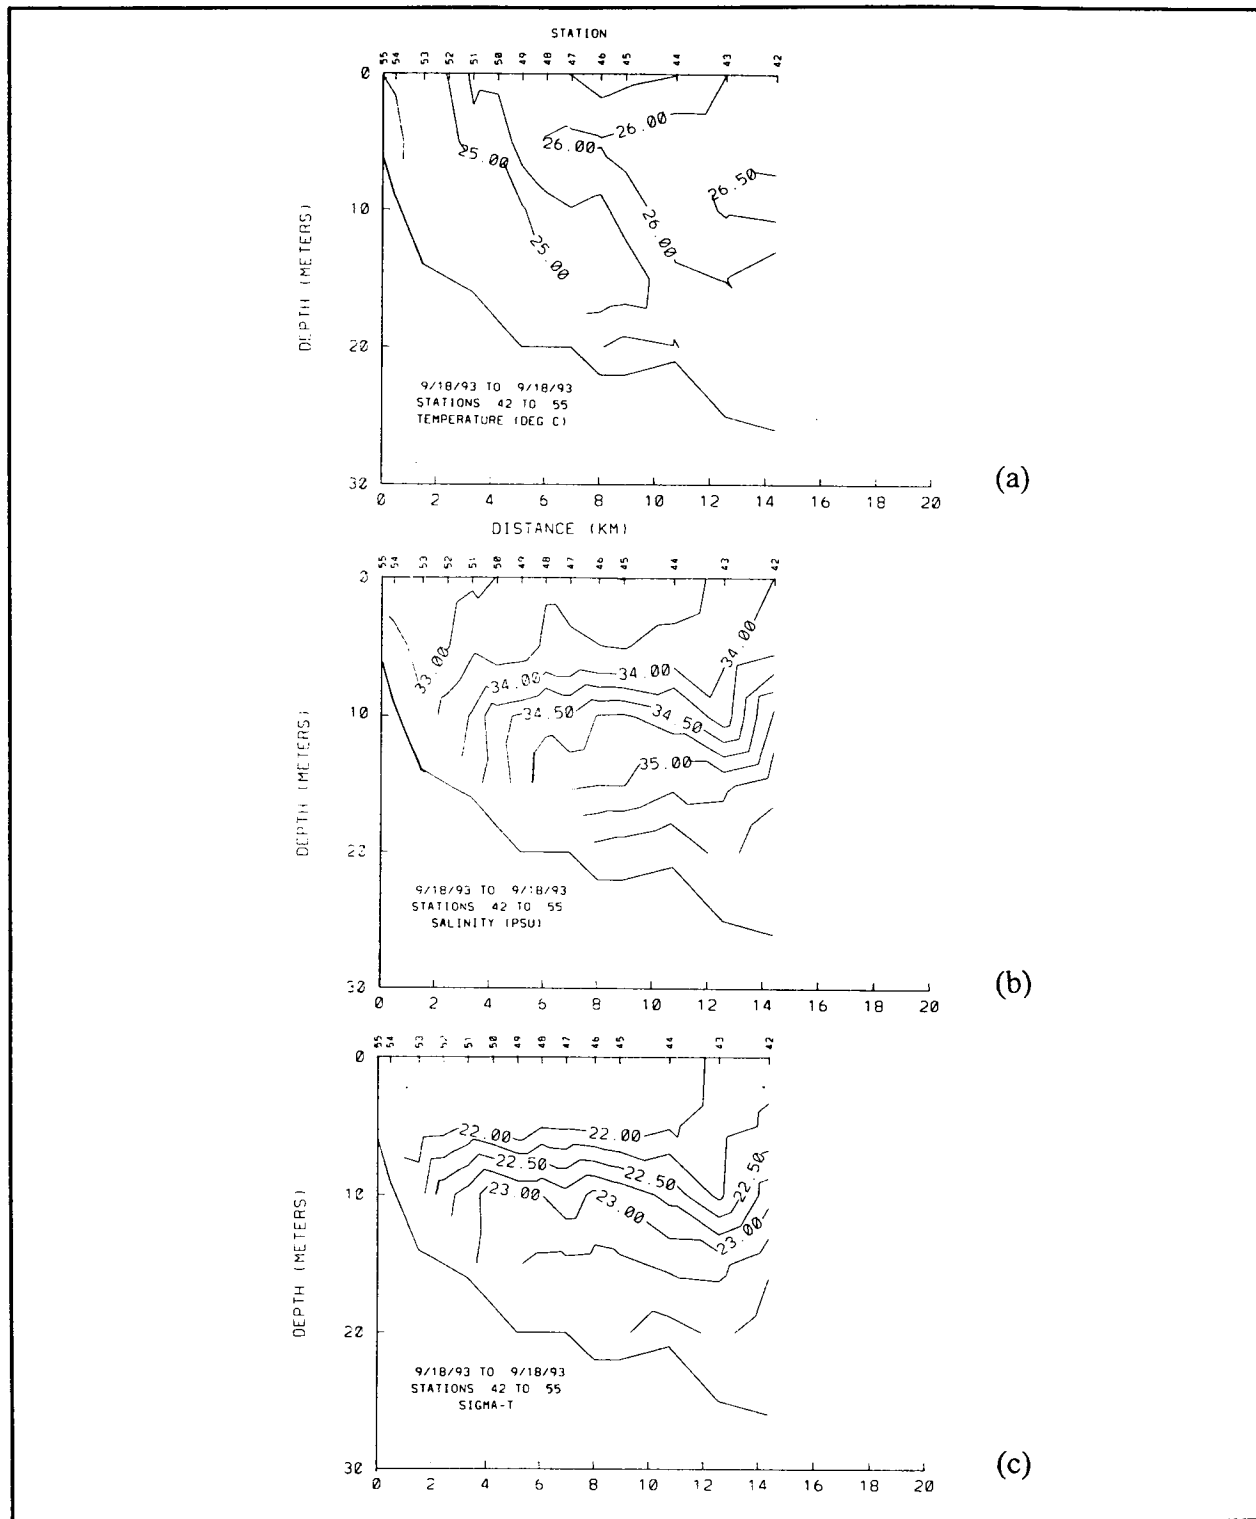 STATION
55 54 53 52 51 50 49 48 47 46 45 44 43 42
0
26.00
26.00
25.00
26.50
10
26.00
25.00
DEPTH (METERS)
20
9/18/93 TO 9/18/93
STATIONS 42 TO 55
TEMPERATURE (DEG C)
30
0 2 4 6 8 10 12 14 16 18 20
(a)
DISTANCE (KM)
55 54 53 52 51 50 49 48 47 46 45 44 43 42
0
34.00
33.00
34.00
34.00
10
34.50
34.50
35.00
DEPTH (METERS)
20
9/18/93 TO 9/18/93
STATIONS 42 TO 55
SALINITY (PSU)
30
0 2 4 6 8 10 12 14 16 18 20
(b)
55 54 53 52 51 50 49 48 47 46 45 44 43 42
0
22.00
22.00
22.50
22.50
22.50
10
23.00
23.00
23.00
DEPTH (METERS)
20
9/18/93 TO 9/18/93
STATIONS 42 TO 55
SIGMA-T
30
0 2 4 6 8 10 12 14 16 18 20
(c)